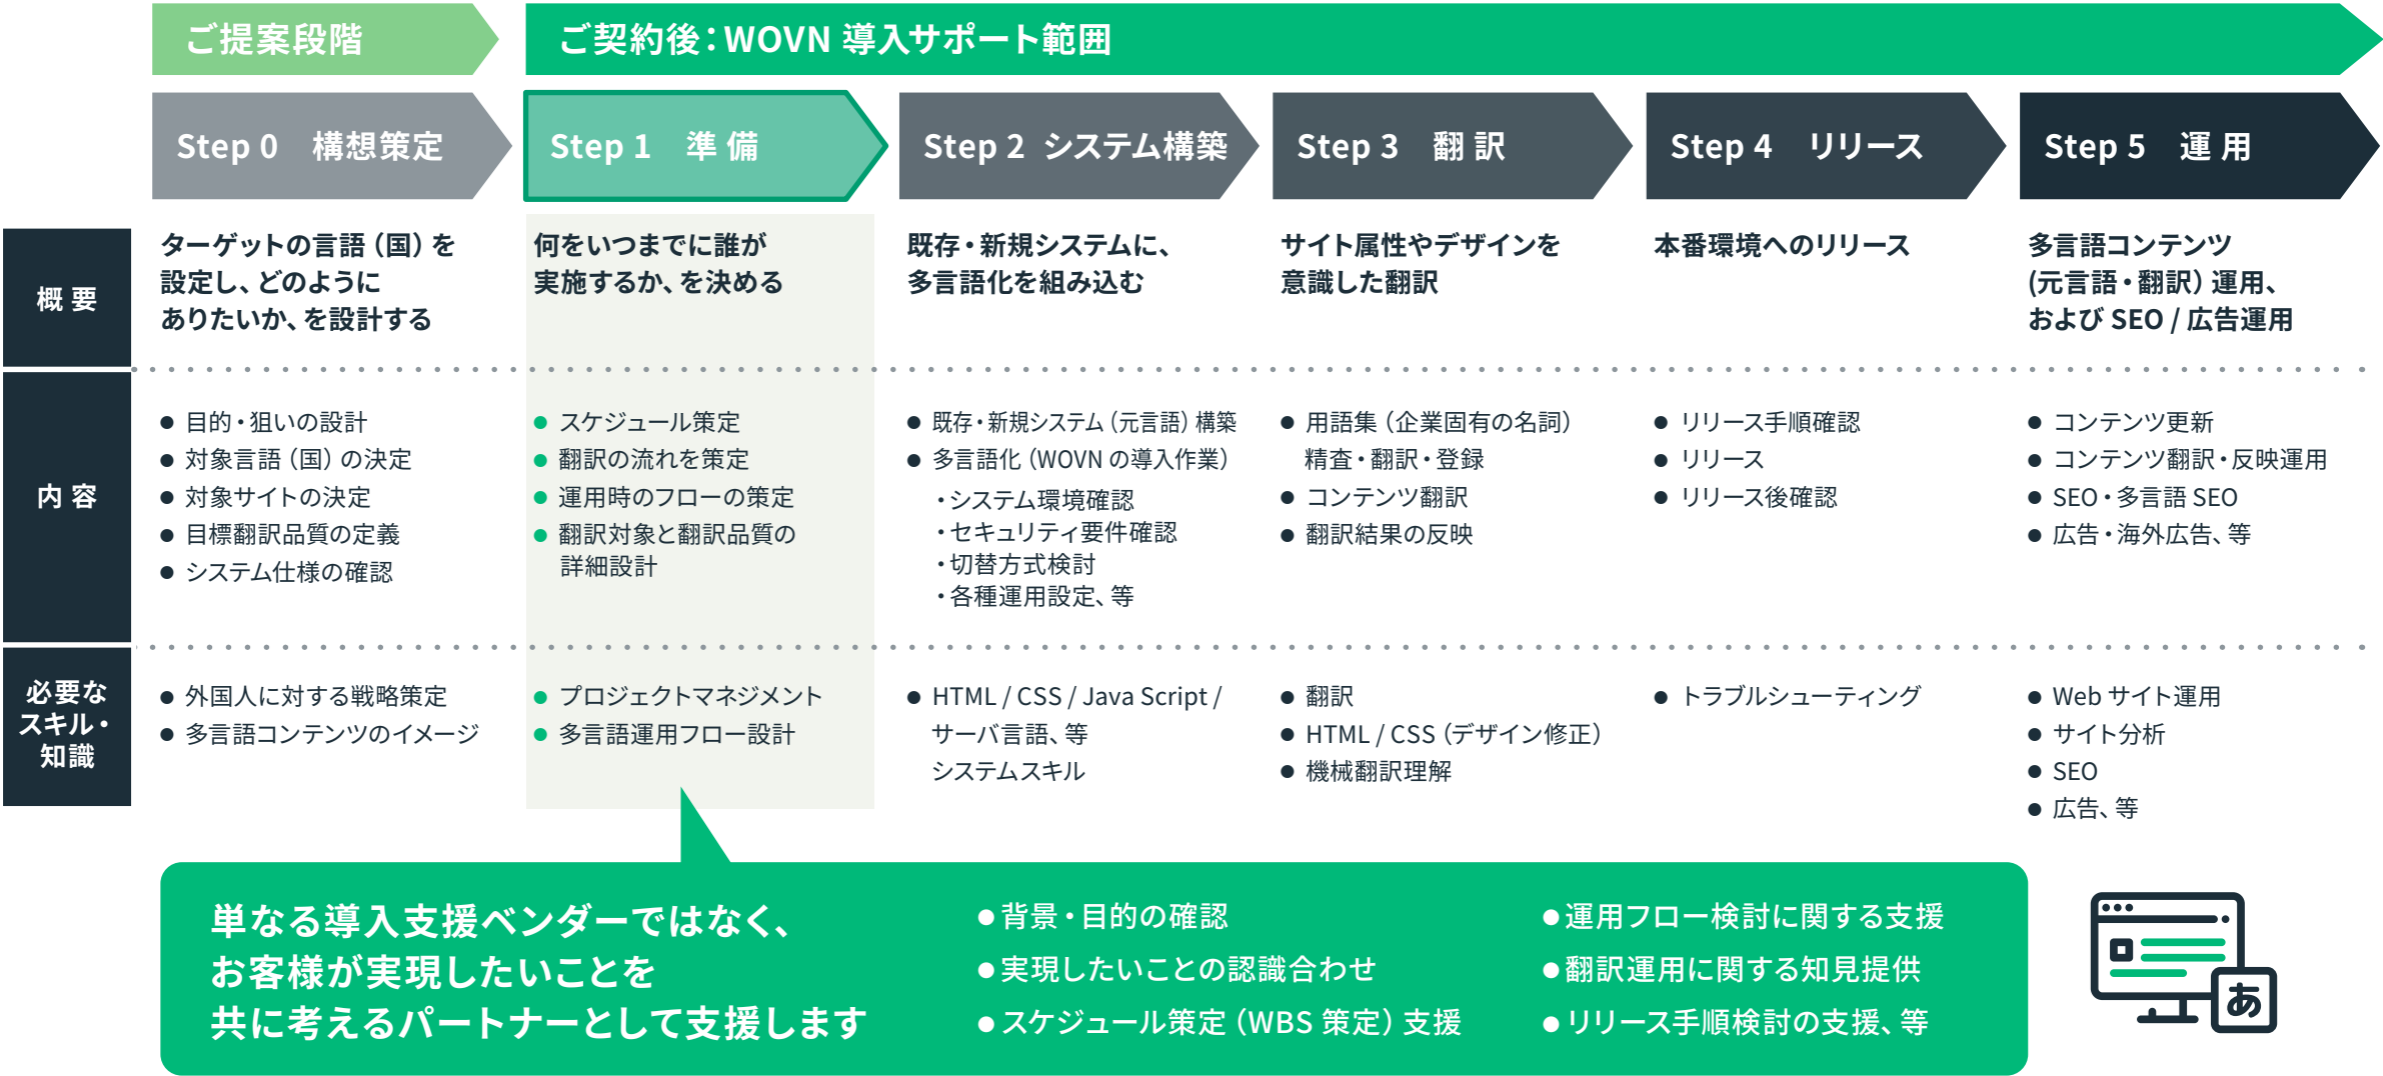 ご提案段階
ご契約後：WOVN 導入サポート範囲
Step 0 構想策定
Step 1 準 備
Step 2 システム構築
Step 3 翻 訳
Step 4 リリース
Step 5 運 用
概 要
ターゲットの言語（国）を
設定し、どのように
ありたいか、を設計する
何をいつまでに誰が
実施するか、を決める
既存・新規システムに、
多言語化を組み込む
サイト属性やデザインを
意識した翻訳
本番環境へのリリース
多言語コンテンツ
(元言語・翻訳）運用、
および SEO / 広告運用
内 容
● 目的・狙いの設計
● 対象言語（国）の決定
● 対象サイトの決定
● 目標翻訳品質の定義
● システム仕様の確認
● スケジュール策定
● 翻訳の流れを策定
● 運用時のフローの策定
● 翻訳対象と翻訳品質の
詳細設計
● 既存・新規システム（元言語）構築
● 多言語化（WOVN の導入作業）
・システム環境確認
・セキュリティ要件確認
・切替方式検討
・各種運用設定、等
● 用語集（企業固有の名詞）
精査・翻訳・登録
● コンテンツ翻訳
● 翻訳結果の反映
● リリース手順確認
● リリース
● リリース後確認
● コンテンツ更新
● コンテンツ翻訳・反映運用
● SEO・多言語 SEO
● 広告・海外広告、等
必要な
スキル・
知識
● 外国人に対する戦略策定
● 多言語コンテンツのイメージ
● プロジェクトマネジメント
● 多言語運用フロー設計
● HTML / CSS / Java Script /
サーバ言語、等
システムスキル
● 翻訳
● HTML / CSS（デザイン修正）
● 機械翻訳理解
● トラブルシューティング
● Web サイト運用
● サイト分析
● SEO
● 広告、等
単なる導入支援ベンダーではなく、
お客様が実現したいことを
共に考えるパートナーとして支援します
●背景・目的の確認
●実現したいことの認識合わせ
●スケジュール策定（WBS 策定）支援
●運用フロー検討に関する支援
●翻訳運用に関する知見提供
●リリース手順検討の支援、等
あ